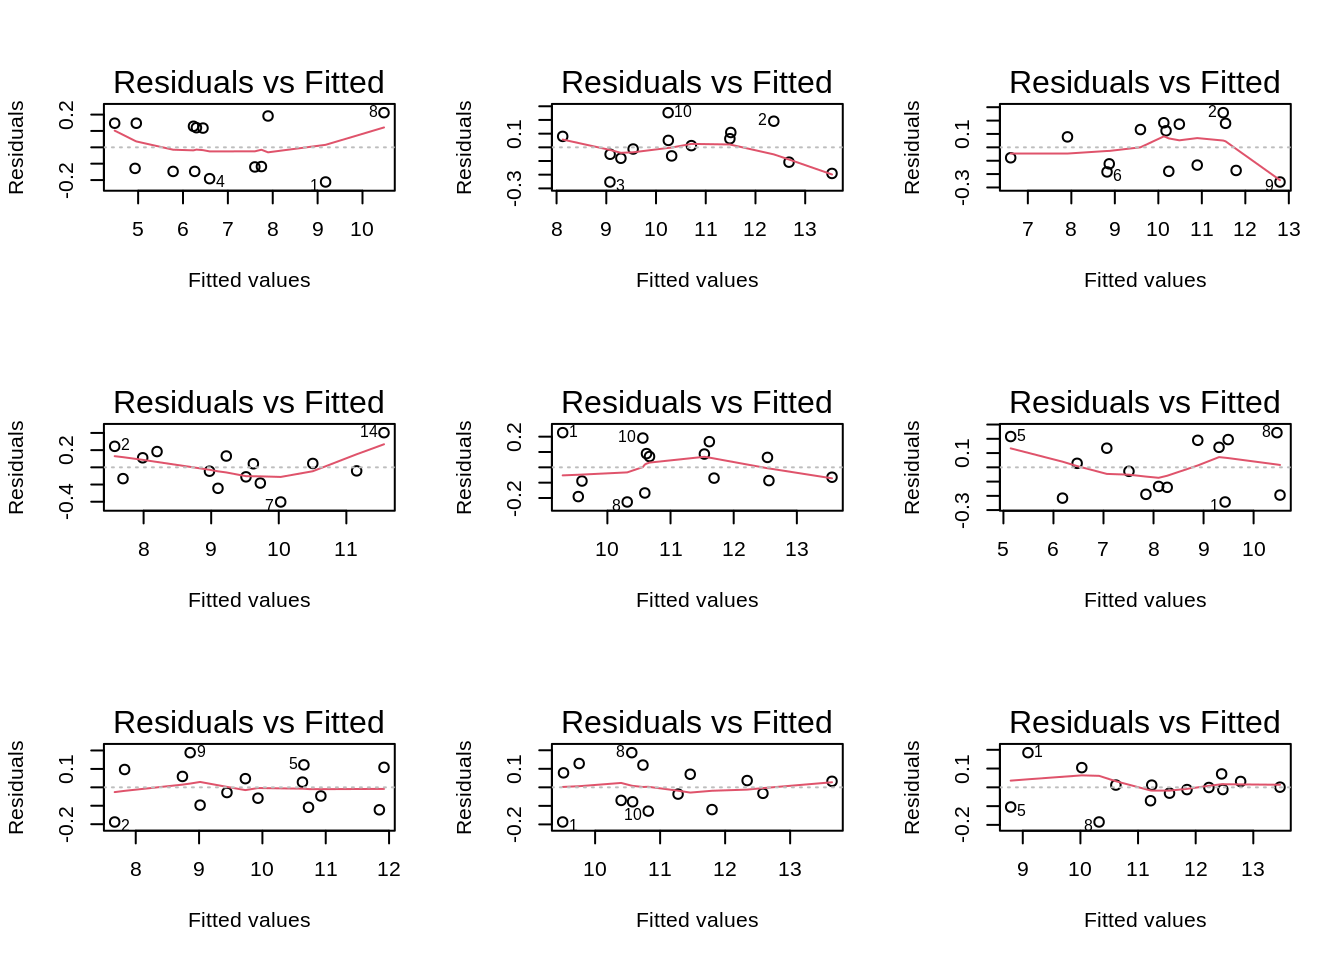 Residuals vs Fitted
Residuals
0.2
-0.2
8
4
1
5 6 7 8 9 10
Fitted values
Residuals vs Fitted
Residuals
0.1
-0.3
10
2
3
8 9 10 11 12 13
Fitted values
Residuals vs Fitted
Residuals
0.1
-0.3
2
6
9
7 8 9 10 11 12 13
Fitted values
Residuals vs Fitted
Residuals
0.2
-0.4
14
2
7
8 9 10 11
Fitted values
Residuals vs Fitted
Residuals
0.2
-0.2
1
10
8
10 11 12 13
Fitted values
Residuals vs Fitted
Residuals
0.1
-0.3
5
8
1
5 6 7 8 9 10
Fitted values
Residuals vs Fitted
Residuals
0.1
-0.2
9
5
2
8 9 10 11 12
Fitted values
Residuals vs Fitted
Residuals
0.1
-0.2
8
10
1
10 11 12 13
Fitted values
Residuals vs Fitted
Residuals
0.1
-0.2
1
5
8
9 10 11 12 13
Fitted values